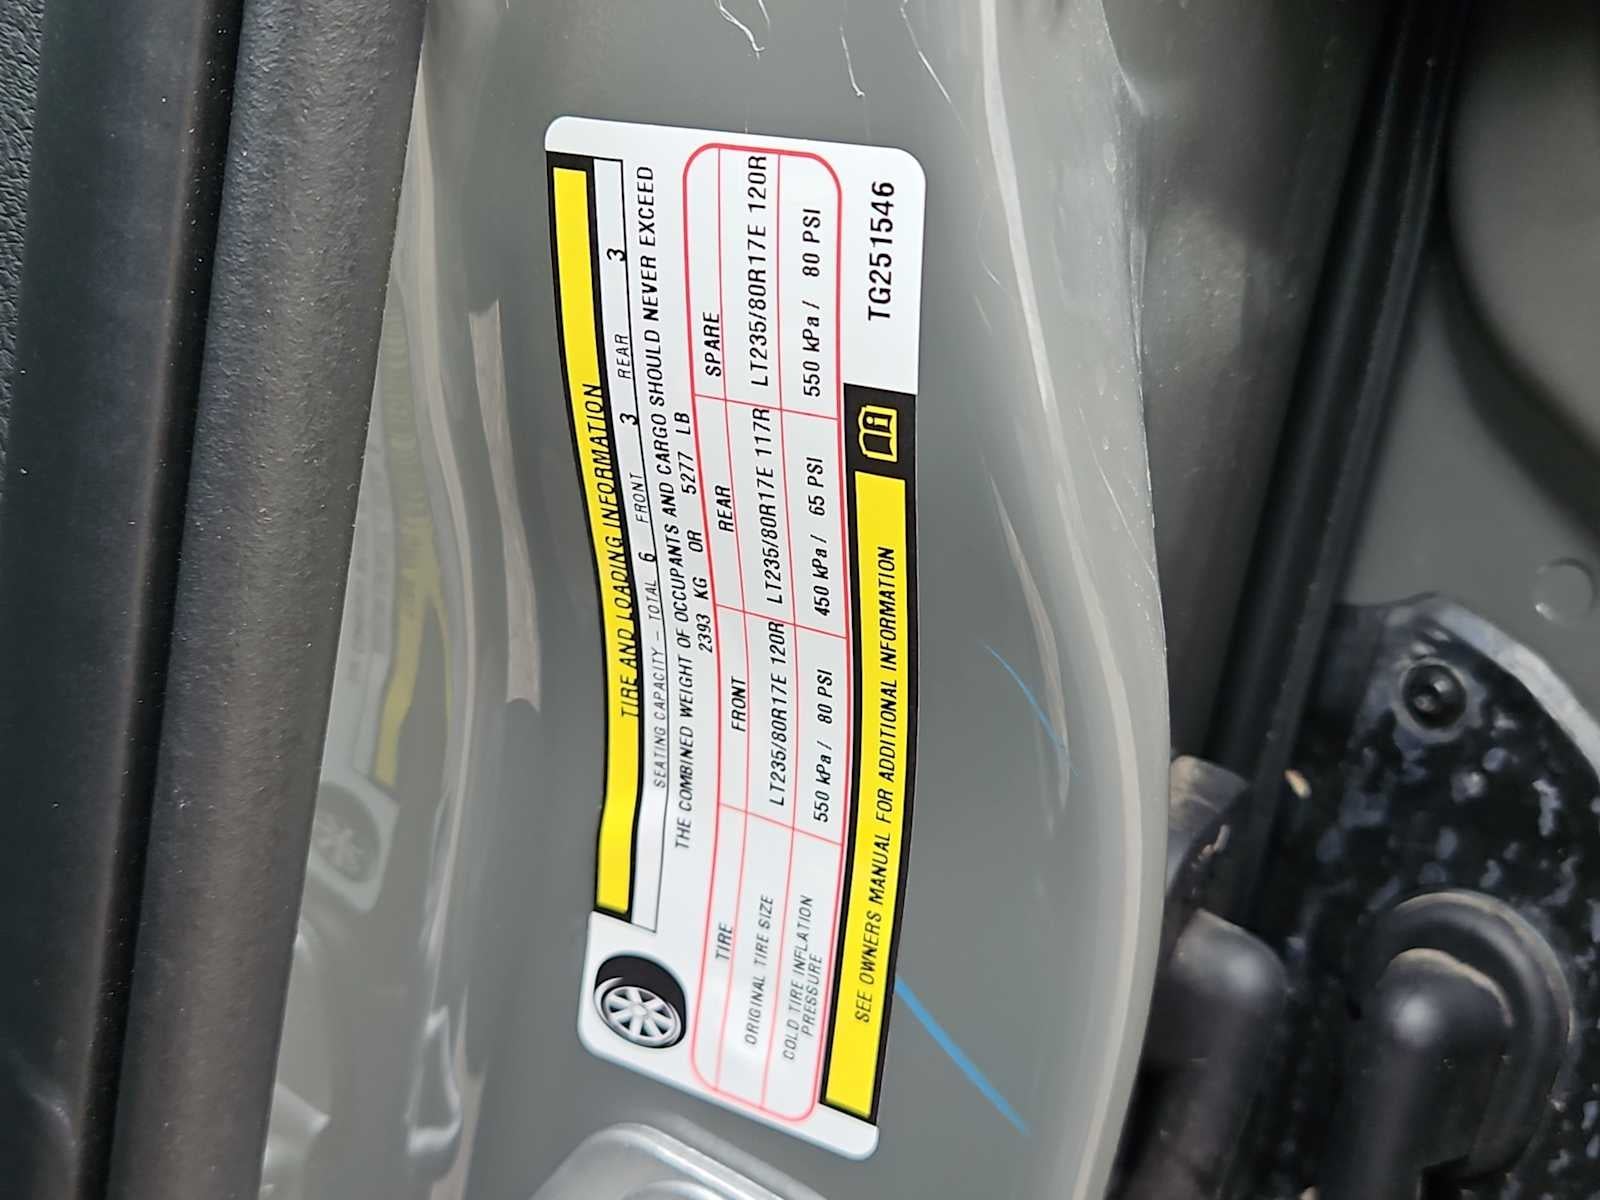 TIRE AND LOADING INFORMATION
SEATING CAPACITY – TOTAL 6 FRONT 3 REAR 3
THE COMBINED WEIGHT OF OCCUPANTS AND CARGO SHOULD NEVER EXCEED
2393 KG OR 5277 LB
TIRE FRONT REAR SPARE
ORIGINAL TIRE SIZE LT235/80R17E 120R LT235/80R17E 117R LT235/80R17E 120R
COLD TIRE INFLATION PRESSURE 550 kPa / 80 PSI 450 kPa / 65 PSI 550 kPa / 80 PSI
SEE OWNERS MANUAL FOR ADDITIONAL INFORMATION
TG251546